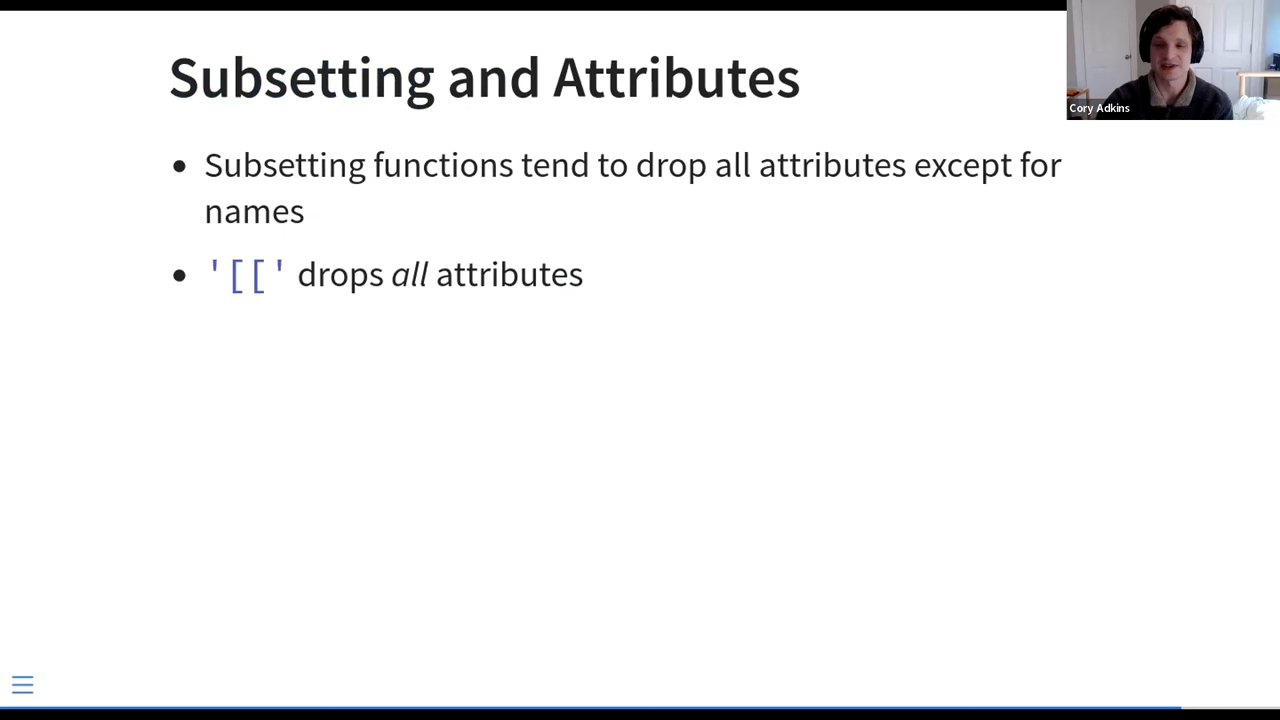 Subsetting and Attributes
Cory Adkins
• Subsetting functions tend to drop all attributes except for
names
• '[[' drops all attributes